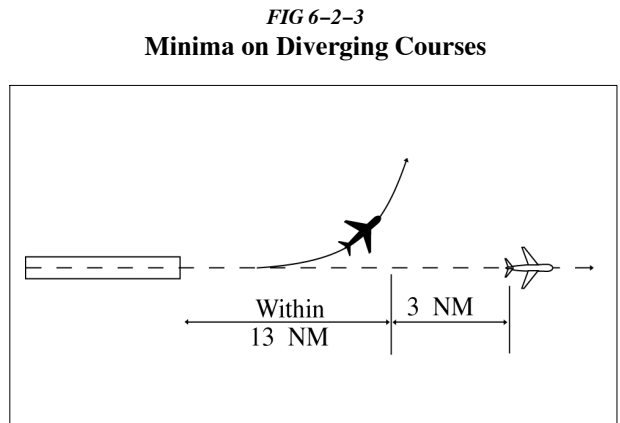 FIG 6−2−3
Minima on Diverging Courses
Within
13 NM
3 NM